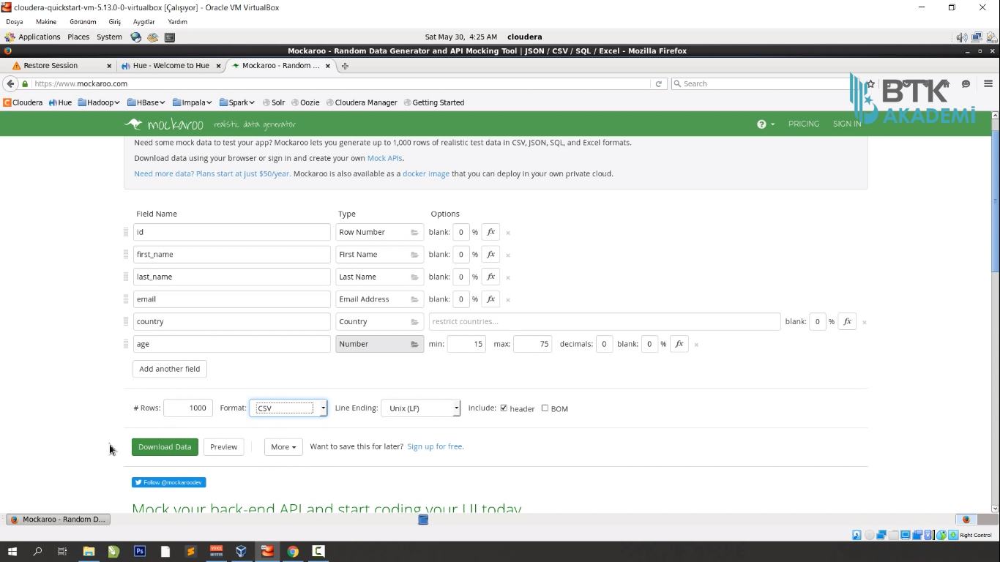 cloudera-quickstart-vm-5.13.0-0-virtualbox [Çalışıyor] - Oracle VM VirtualBox
Dosya Makine Görünüm Giriş Aygıtlar Yardım
Applications Places System Sat May 30, 4:25 AM cloudera
Mockaroo - Random Data Generator and API Mocking Tool | JSON / CSV / SQL / Excel - Mozilla Firefox
Restore Session Hue - Welcome to Hue Mockaroo - Random ...
https://www.mockaroo.com Search
BTK
AKADEMİ
Cloudera Hue Hadoop HBase Impala Spark Solr Oozie Cloudera Manager Getting Started
mockaroo realistic data generator PRICING SIGN IN
Need some mock data to test your app? Mockaroo lets you generate up to 1,000 rows of realistic test data in CSV, JSON, SQL, and Excel formats.
Download data using your browser or sign in and create your own Mock APIs.
Need more data? Plans start at just $50/year. Mockaroo is also available as a docker image that you can deploy in your own private cloud.
Field Name Type Options
id Row Number blank: 0 % fx
first_name First Name blank: 0 % fx
last_name Last Name blank: 0 % fx
email Email Address blank: 0 % fx
country Country restrict countries... blank: 0 % fx
age Number min: 15 max: 75 decimals: 0 blank: 0 % fx
Add another field
# Rows: 1000 Format: CSV Line Ending: Unix (LF) Include: header BOM
Download Data Preview More Want to save this for later? Sign up for free.
Follow @mockaroodev
Mock your back-end API and start coding your UI today
Mockaroo - Random D...
Right Control